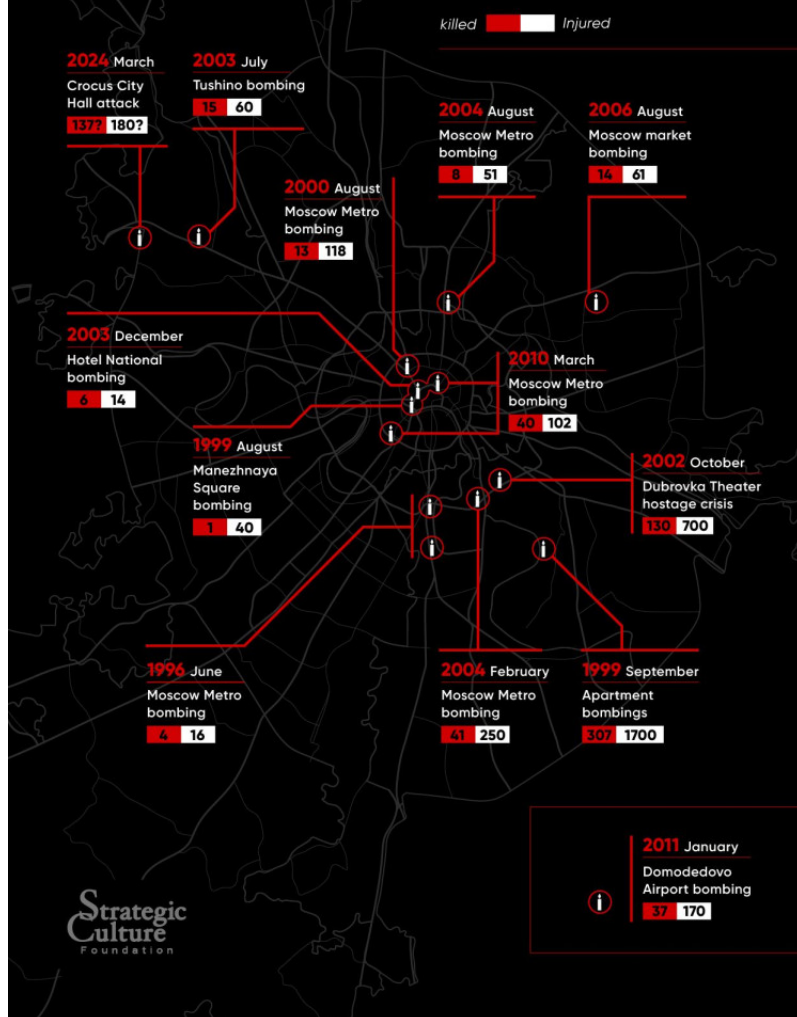 killed Injured
2024 March
Crocus City
Hall attack
137? 180?
2003 July
Tushino bombing
15 60
2004 August
Moscow Metro
bombing
8 51
2006 August
Moscow market
bombing
14 61
2000 August
Moscow Metro
bombing
13 118
2003 December
Hotel National
bombing
6 14
2010 March
Moscow Metro
bombing
40 102
1999 August
Manezhnaya
Square
bombing
1 40
2002 October
Dubrovka Theater
hostage crisis
130 700
1996 June
Moscow Metro
bombing
4 16
2004 February
Moscow Metro
bombing
41 250
1999 September
Apartment
bombings
307 1700
2011 January
Domodedovo
Airport bombing
37 170
Strategic
Culture
Foundation